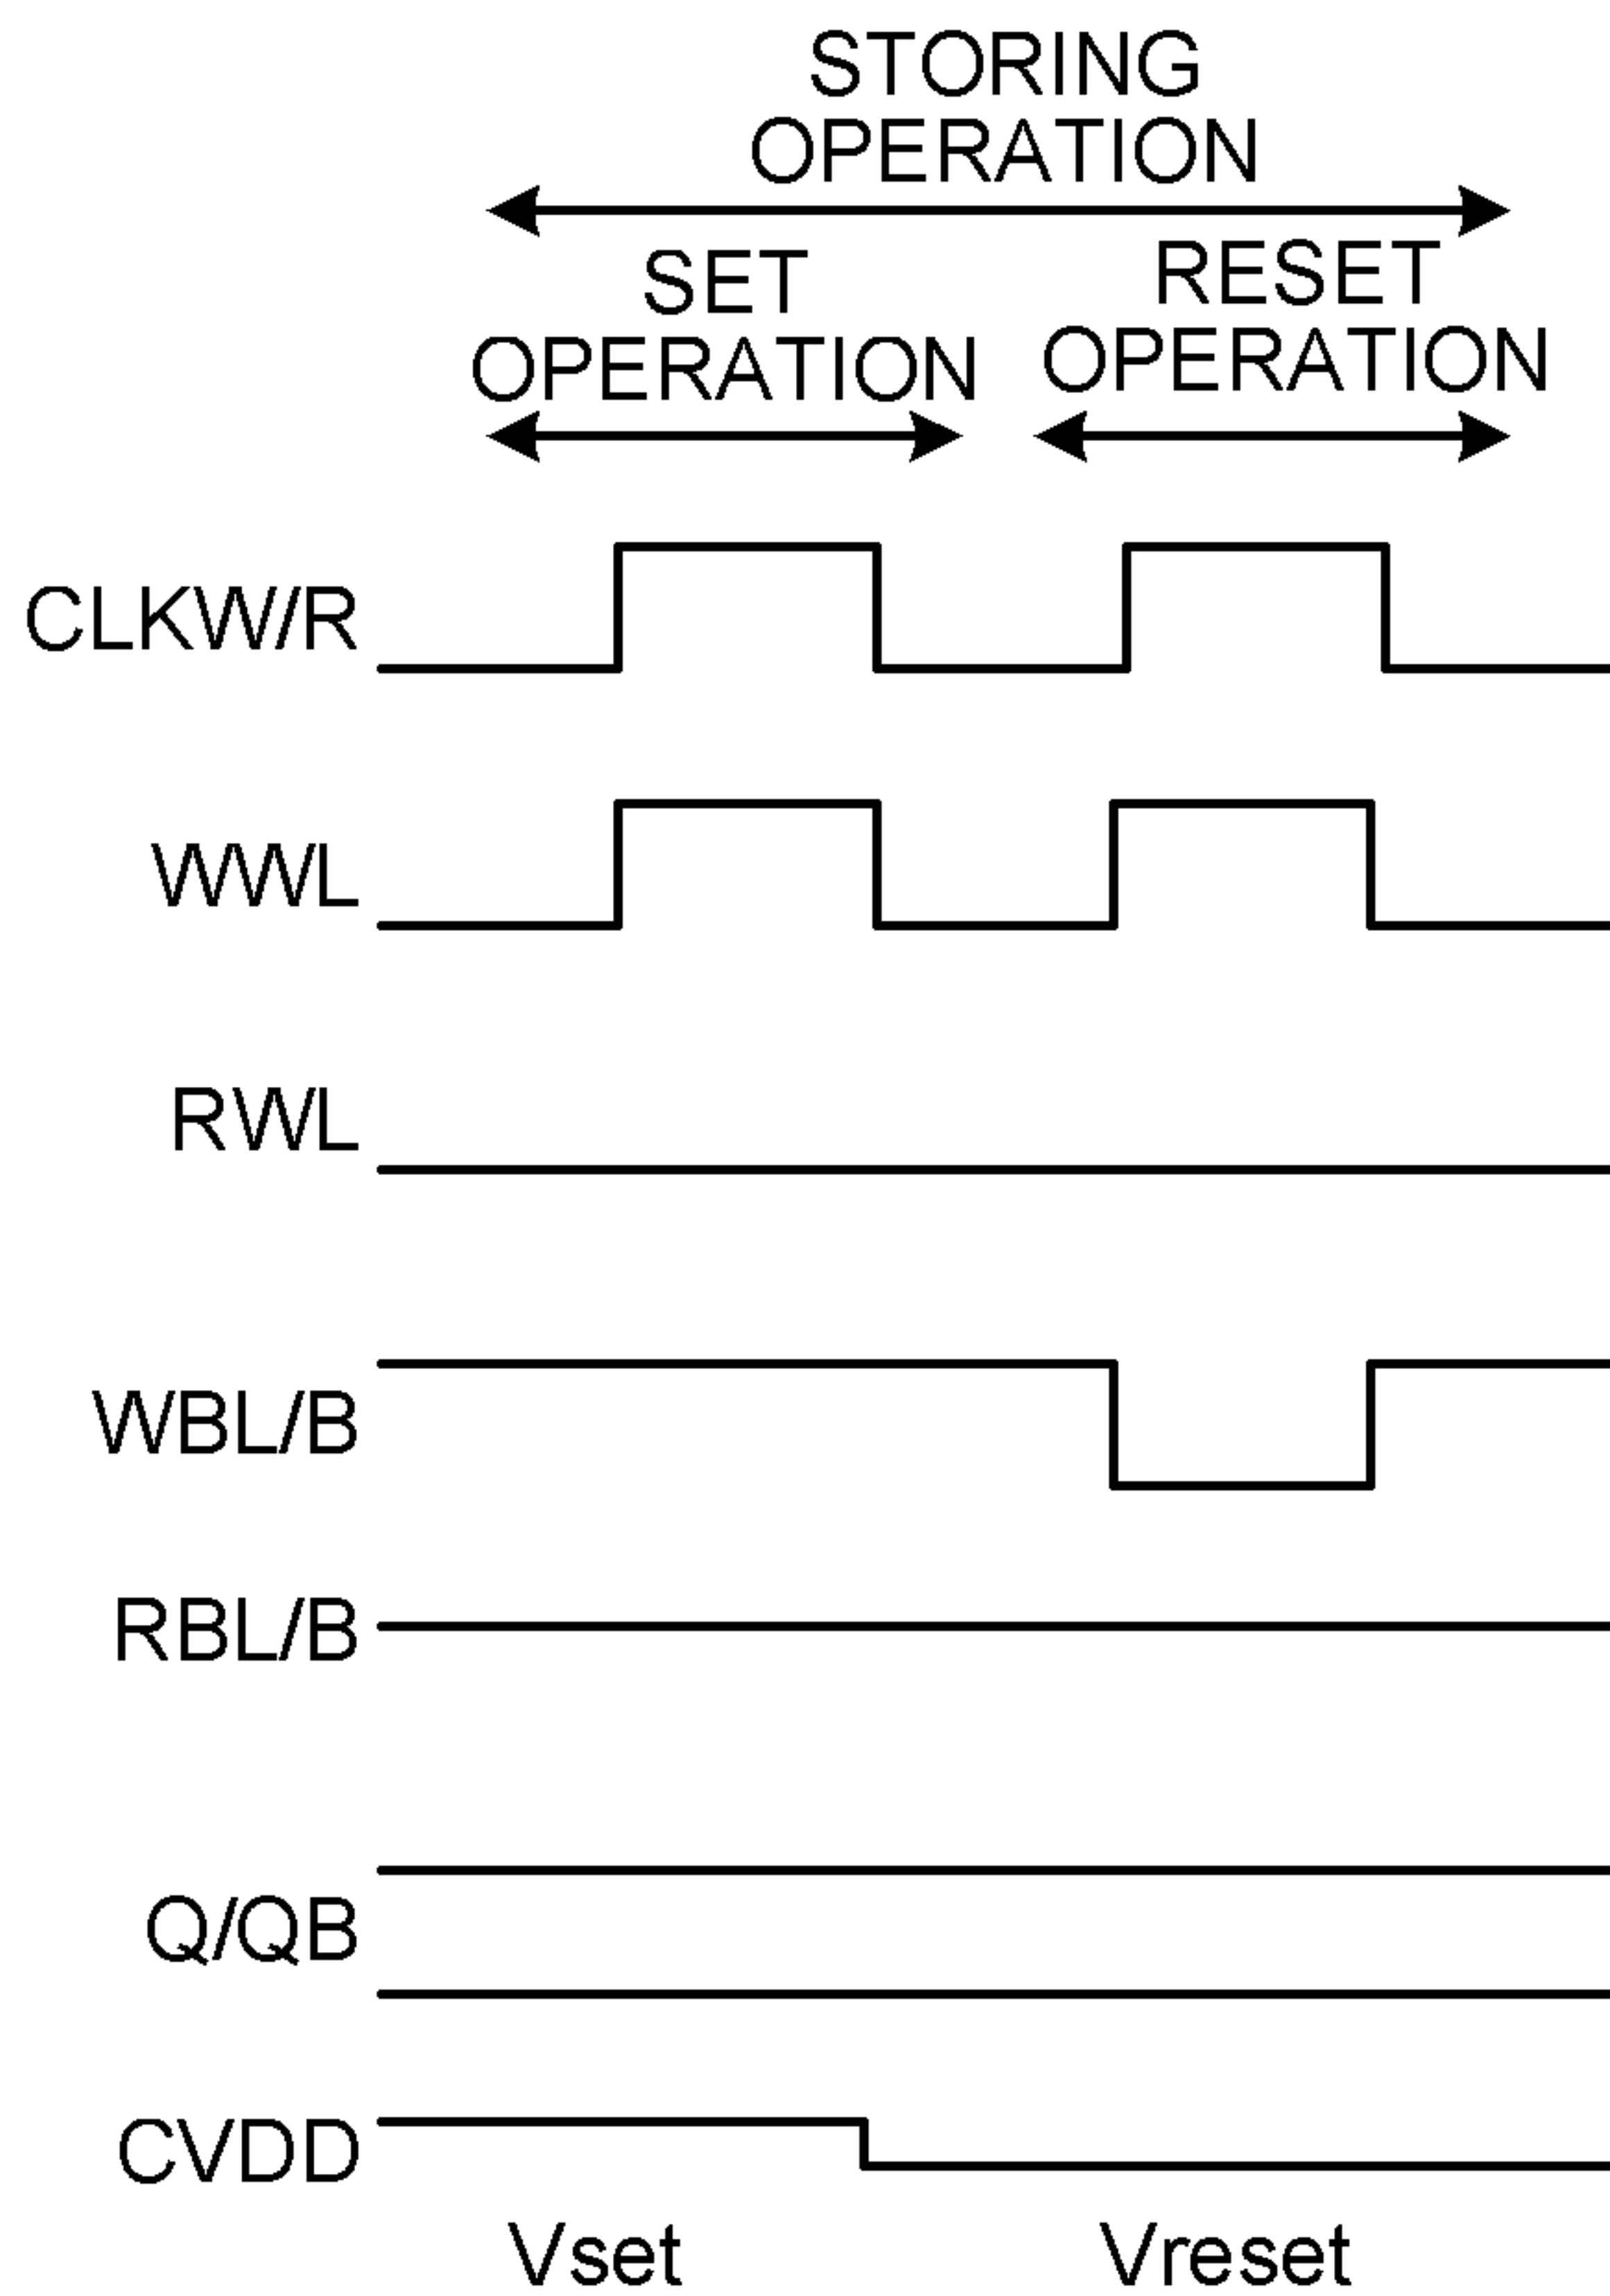 STORING
OPERATION
SET
OPERATION
RESET
OPERATION
CLKW/R
WWL
RWL
WBL/B
RBL/B
Q/QB
CVDD
Vset
Vreset